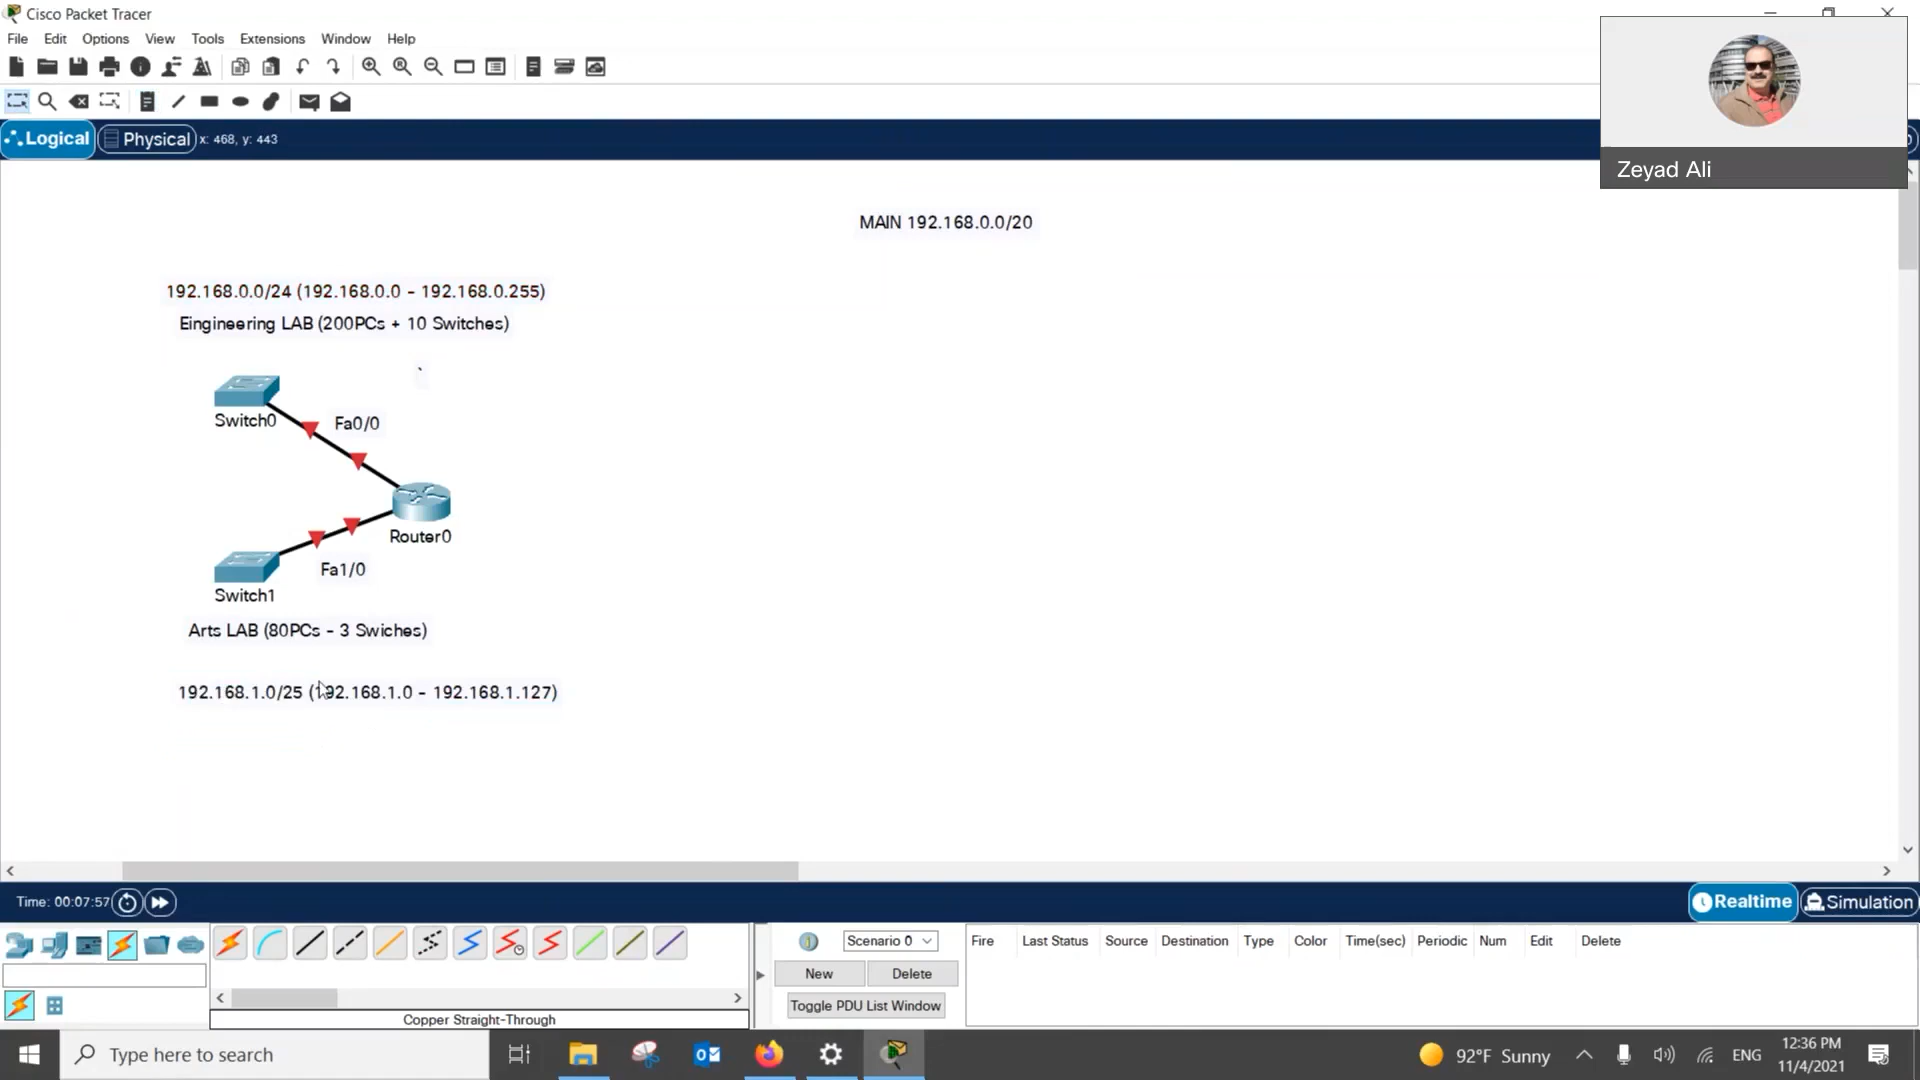 Cisco Packet Tracer
File Edit Options View Tools Extensions Window Help
Logical Physical x: 468, y: 443
Zeyad Ali
MAIN 192.168.0.0/20
192.168.0.0/24 (192.168.0.0 - 192.168.0.255)
Eingineering LAB (200PCs + 10 Switches)
`
Switch0
Fa0/0
Router0
Fa1/0
Switch1
Arts LAB (80PCs - 3 Swiches)
192.168.1.0/25 (192.168.1.0 - 192.168.1.127)
Time: 00:07:57
Realtime Simulation
Scenario 0
New Delete
Toggle PDU List Window
Fire Last Status Source Destination Type Color Time(sec) Periodic Num Edit Delete
Copper Straight-Through
Type here to search
92°F Sunny
ENG
12:36 PM
11/4/2021